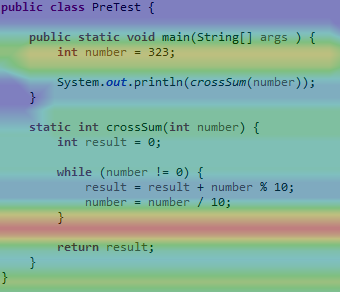 public class PreTest {
public static void main(String[] args ) {
int number = 323;
System.out.println(crossSum(number));
}
static int crossSum(int number) {
int result = 0;
while (number != 0) {
result = result + number % 10;
number = number / 10;
}
return result;
}
}